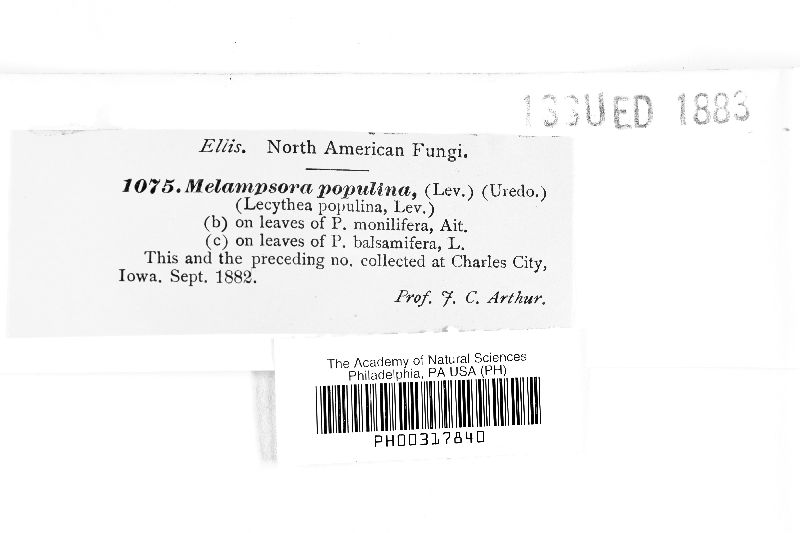 ISSUED 1883
Ellis. North American Fungi.
1075. Melampsora populina, (Lev.) (Uredo.)
(Lecythea populina, Lev.)
(b) on leaves of P. monilifera, Ait.
(c) on leaves of P. balsamifera, L.
This and the preceding no. collected at Charles City,
Iowa. Sept. 1882.
Prof. J. C. Arthur.
The Academy of Natural Sciences
Philadelphia, PA USA (PH)
PH00317840